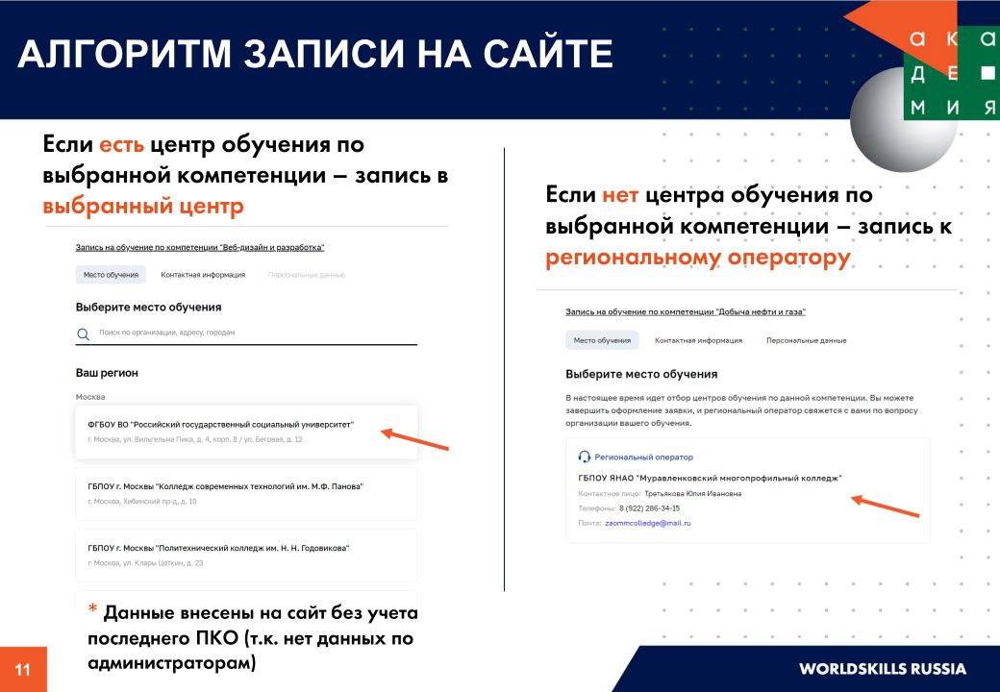 АЛГОРИТМ ЗАПИСИ НА САЙТЕ
а к а
Д Е
М И Я
Если есть центр обучения по
выбранной компетенции – запись в
выбранный центр
Запись на обучение по компетенции "Веб-дизайн и разработка"
Место обучения Контактная информация Персональные данные
Выберите место обучения
Поиск по организации, адресу, городам
Ваш регион
Москва
ФГБОУ ВО "Российский государственный социальный университет"
г. Москва, ул. Вильгельма Пика, д. 4, корп. 8 / ул. Беговая, д. 12
ГБПОУ г. Москвы "Колледж современных технологий им. М.Ф. Панова"
г. Москва, Хибинский пр-д, д. 10
ГБПОУ г. Москвы "Политехнический колледж им. Н. Н. Годовикова"
г. Москва, ул. Клары Цеткин, д. 23
* Данные внесены на сайт без учета
последнего ПКО (т.к. нет данных по
администраторам)
Если нет центра обучения по
выбранной компетенции – запись к
региональному оператору
Запись на обучение по компетенции "Добыча нефти и газа"
Место обучения Контактная информация Персональные данные
Выберите место обучения
В настоящее время идет отбор центров обучения по данной компетенции. Вы можете
завершить оформление заявки, и региональный оператор свяжется с вами по вопросу
организации вашего обучения.
Региональный оператор
ГБПОУ ЯНАО "Муравленковский многопрофильный колледж"
Контактное лицо: Третьякова Юлия Ивановна
Телефоны: 8 (922) 286-34-15
Почта: zaommcolledge@mail.ru
11
WORLDSKILLS RUSSIA